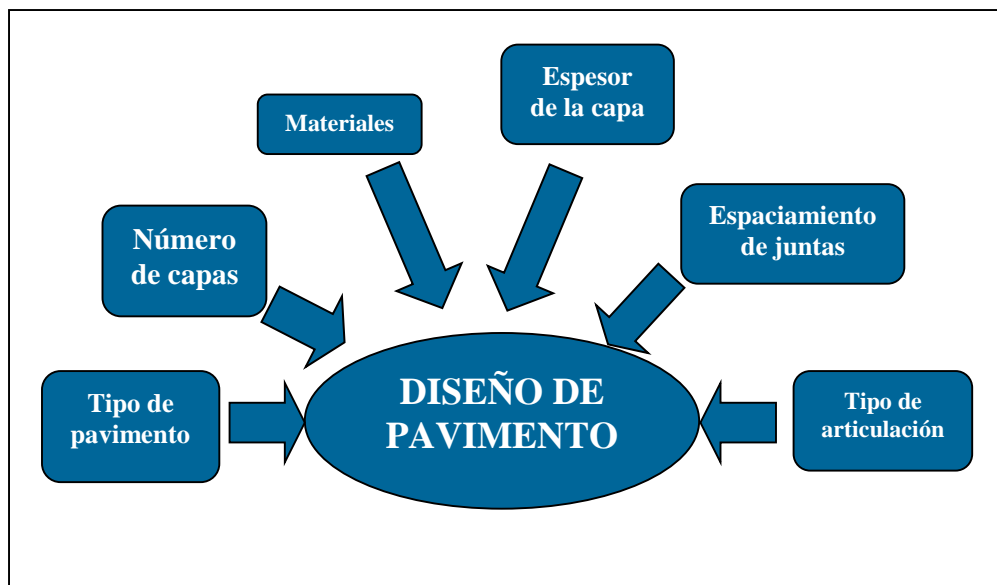 Espesor
de la capa
Materiales
Espaciamiento
de juntas
Número
de capas
Tipo de
pavimento
DISEÑO DE
PAVIMENTO
Tipo de
articulación